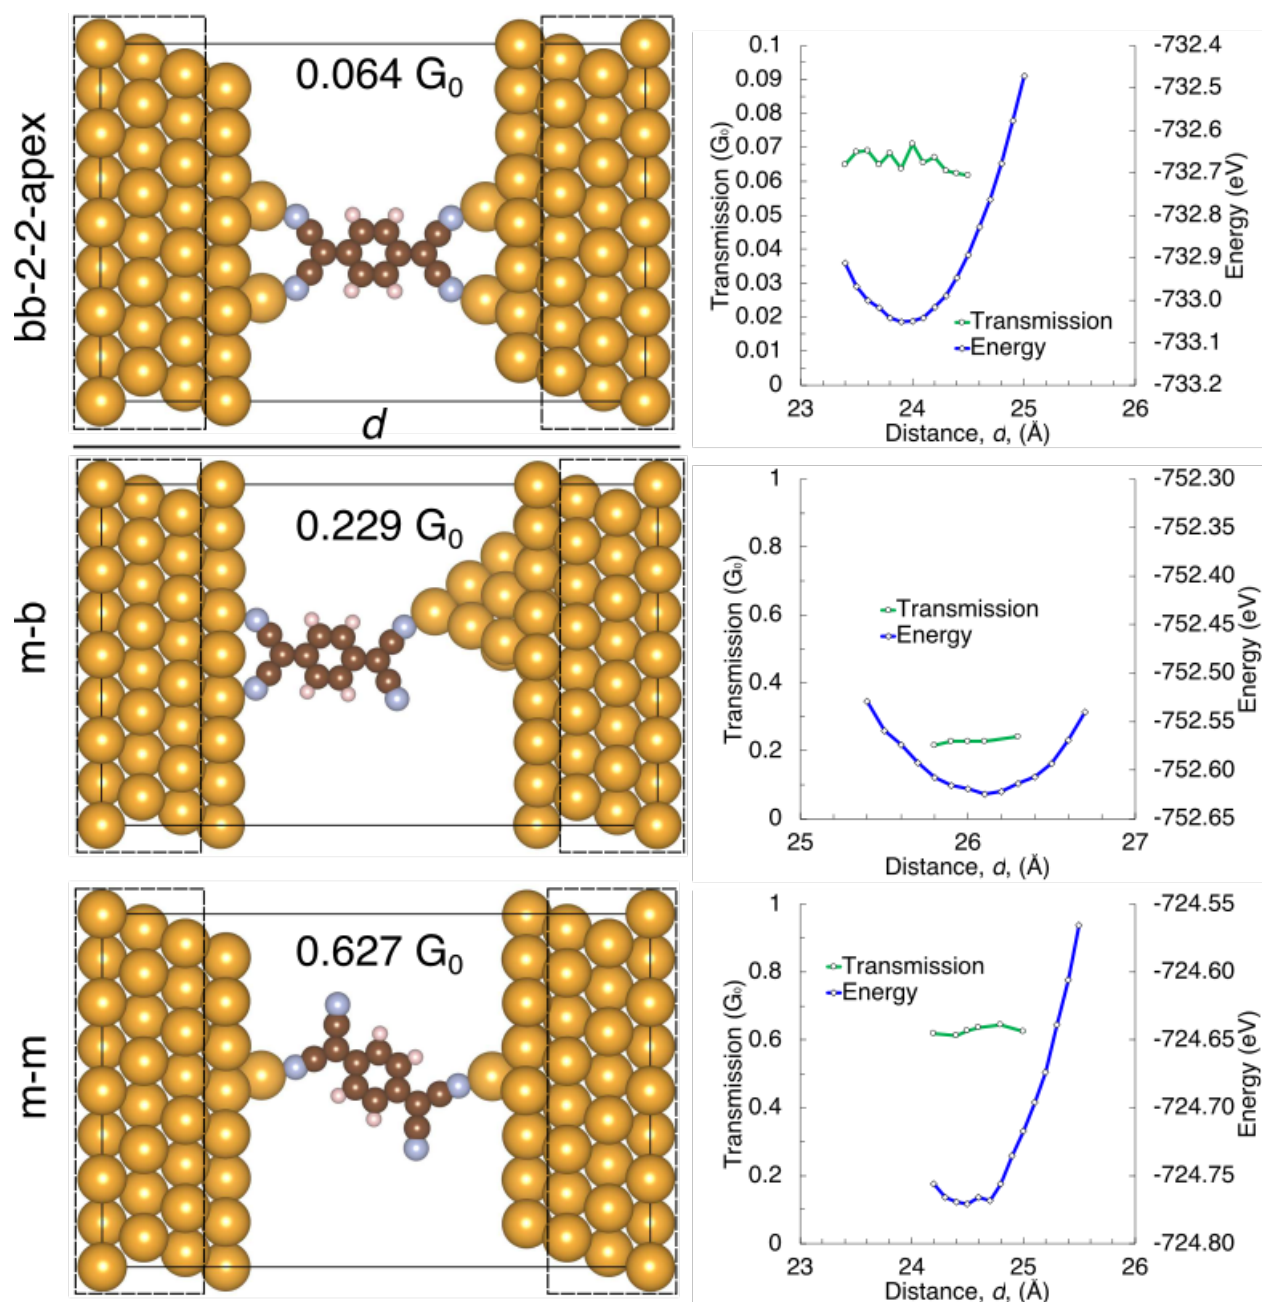 bb-2-2-apex
0.064 G₀
d
Transmission (G₀)
0.1
0.09
0.08
0.07
0.06
0.05
0.04
0.03
0.02
0.01
0
Transmission
Energy
-732.4
-732.5
-732.6
-732.7
-732.8
-732.9
-733.0
-733.1
-733.2
Energy (eV)
23 24 25 26
Distance, d, (Å)
m-b
0.229 G₀
Transmission (G₀)
1
0.8
0.6
0.4
0.2
0
Transmission
Energy
-752.30
-752.35
-752.40
-752.45
-752.50
-752.55
-752.60
-752.65
Energy (eV)
25 26 27
Distance, d, (Å)
m-m
0.627 G₀
Transmission (G₀)
1
0.8
0.6
0.4
0.2
0
Transmission
Energy
-724.55
-724.60
-724.65
-724.70
-724.75
-724.80
Energy (eV)
23 24 25 26
Distance, d, (Å)